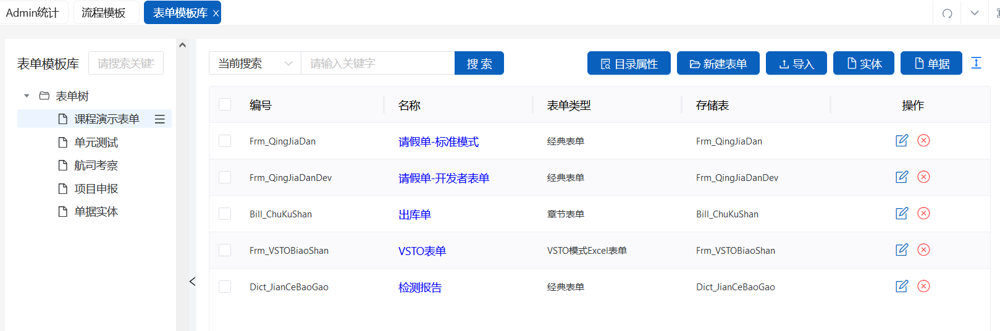 Admin统计 流程模板 表单模板库
表单模板库 请搜索关键字
表单树
课程演示表单
单元测试
航司考察
项目申报
单据实体
当前搜索 请输入关键字 搜 索 目录属性 新建表单 导入 实体 单据
编号 名称 表单类型 存储表 操作
Frm_QingJiaDan 请假单-标准模式 经典表单 Frm_QingJiaDan
Frm_QingJiaDanDev 请假单-开发者表单 经典表单 Frm_QingJiaDanDev
Bill_ChuKuShan 出库单 章节表单 Bill_ChuKuShan
Frm_VSTOBiaoShan VSTO表单 VSTO模式Excel表单 Frm_VSTOBiaoShan
Dict_JianCeBaoGao 检测报告 经典表单 Dict_JianCeBaoGao